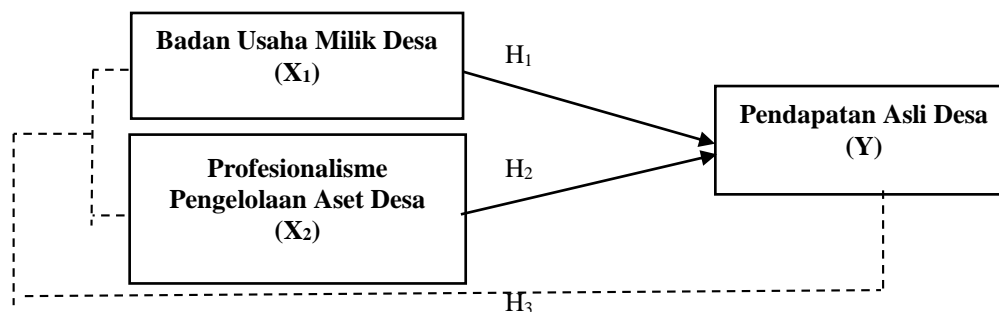 Badan Usaha Milik Desa
(X₁)
H₁
Pendapatan Asli Desa
(Y)
Profesionalisme
Pengelolaan Aset Desa
(X₂)
H₂
H₃